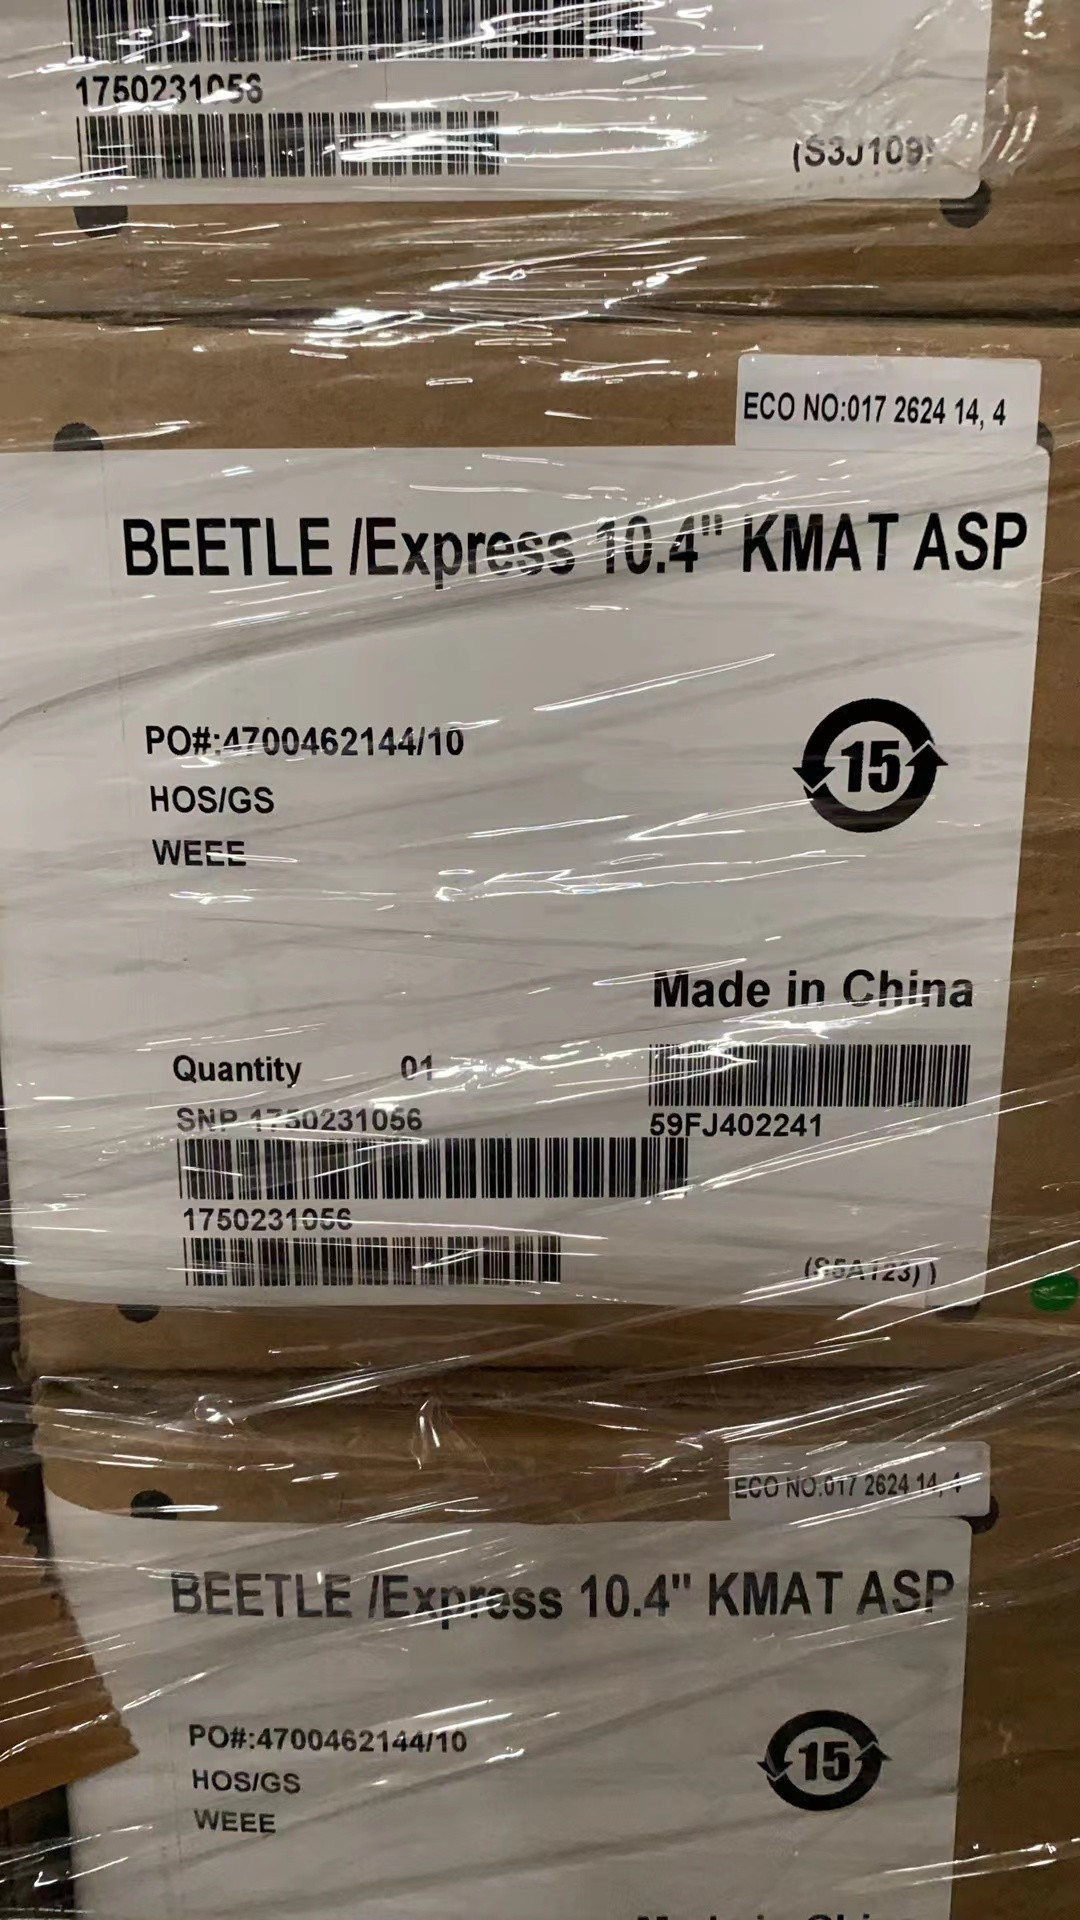 1750231056
(S3J109)
ECO NO:017 2624 14, 4
BEETLE /Express 10.4" KMAT ASP
PO#:4700462144/10
15
HOS/GS
WEEE
Made in China
Quantity 01
SNP 1750231056
59FJ402241
1750231056
(S5A123) )
ECO NO:017 2624 14, 4
BEETLE /Express 10.4" KMAT ASP
PO#:4700462144/10
15
HOS/GS
WEEE